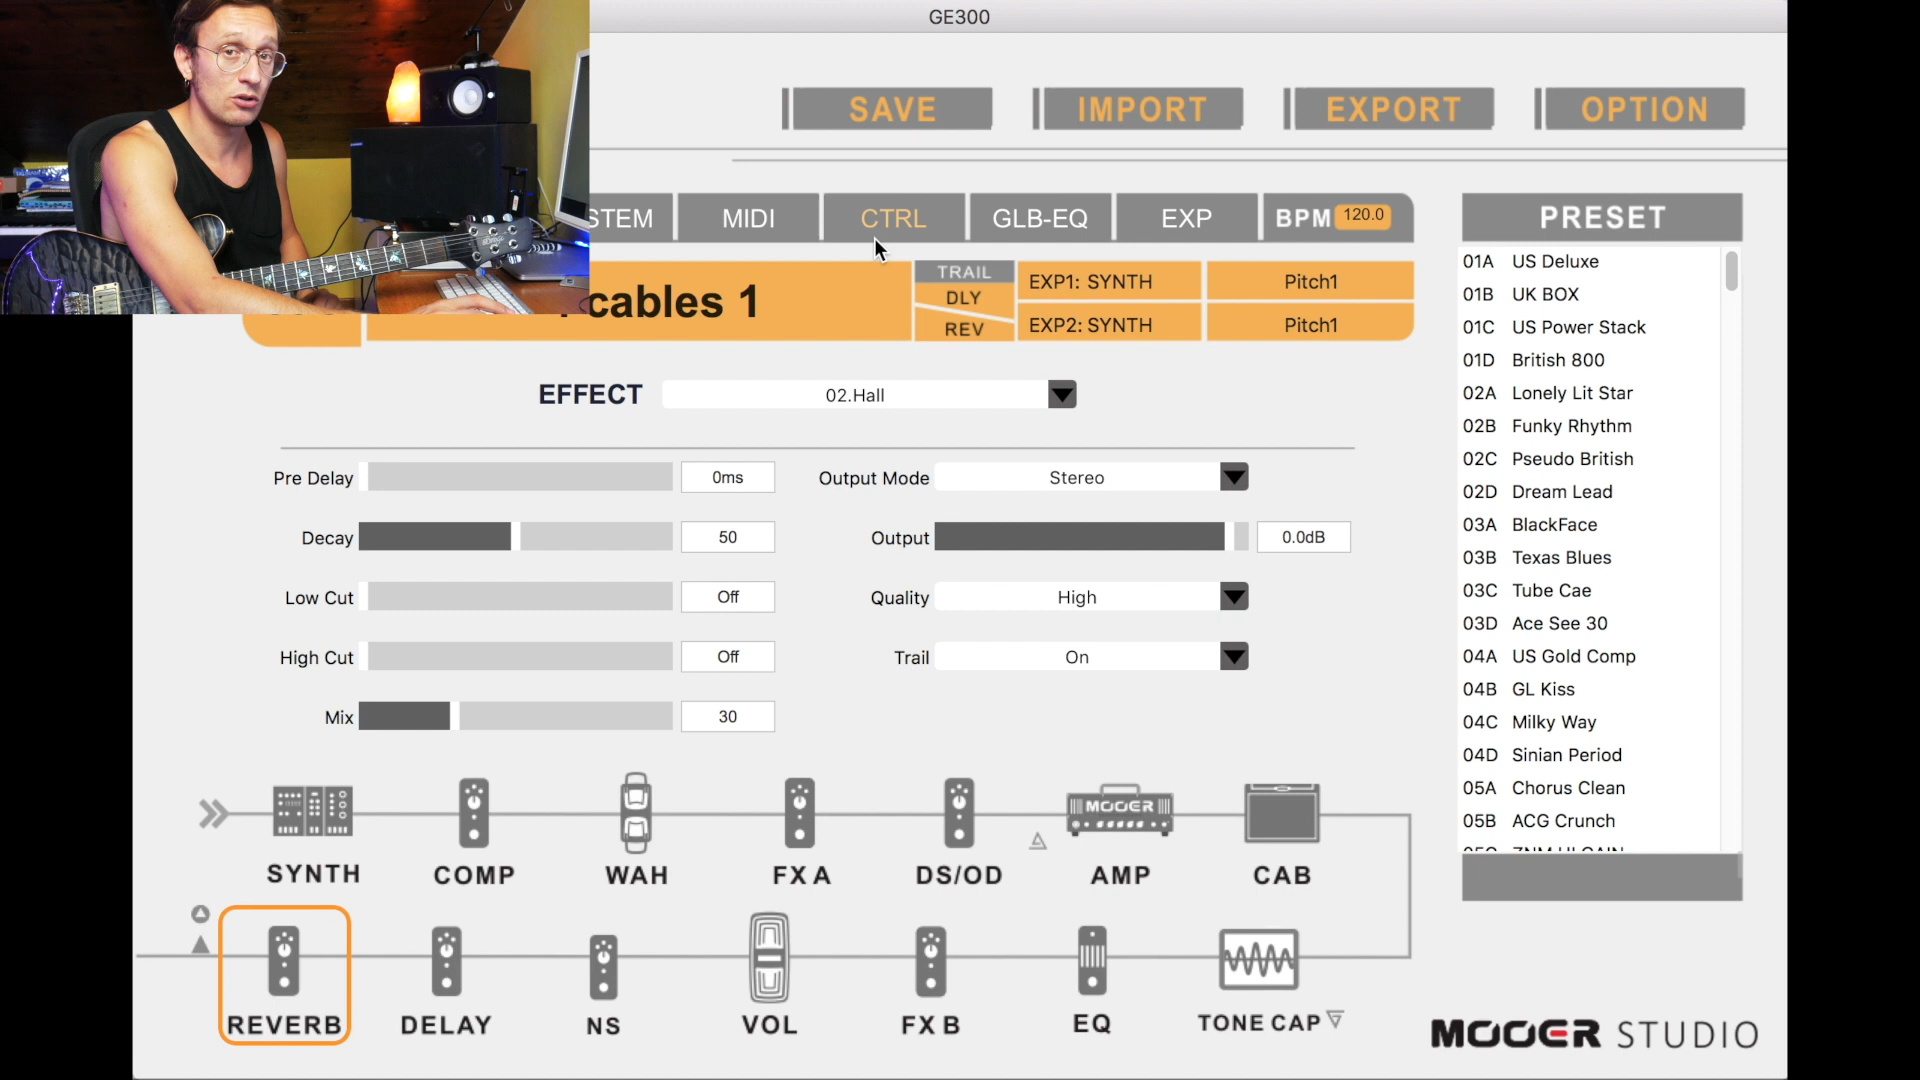 GE300
SAVE
IMPORT
EXPORT
OPTION
STEM
MIDI
CTRL
GLB-EQ
EXP
BPM 120.0
PRESET
cables 1
TRAIL
DLY
REV
EXP1: SYNTH
Pitch1
EXP2: SYNTH
Pitch1
EFFECT
02.Hall
Pre Delay
0ms
Output Mode
Stereo
Decay
50
Output
0.0dB
Low Cut
Off
Quality
High
High Cut
Off
Trail
On
Mix
30
01A US Deluxe
01B UK BOX
01C US Power Stack
01D British 800
02A Lonely Lit Star
02B Funky Rhythm
02C Pseudo British
02D Dream Lead
03A BlackFace
03B Texas Blues
03C Tube Cae
03D Ace See 30
04A US Gold Comp
04B GL Kiss
04C Milky Way
04D Sinian Period
05A Chorus Clean
05B ACG Crunch
MOOER
SYNTH
COMP
WAH
FX A
DS/OD
AMP
CAB
REVERB
DELAY
NS
VOL
FX B
EQ
TONE CAP
MOOER STUDIO